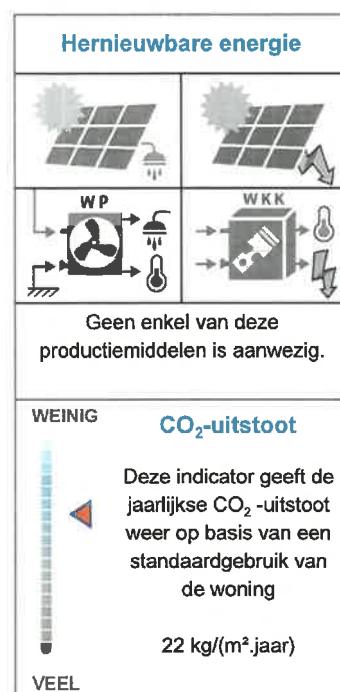 Hernieuwbare energie
WP
WKK
Geen enkel van deze
productiemiddelen is aanwezig.
WEINIG
CO₂-uitstoot
Deze indicator geeft de
jaarlijkse CO₂ -uitstoot
weer op basis van een
standaardgebruik van
de woning
22 kg/(m².jaar)
VEEL